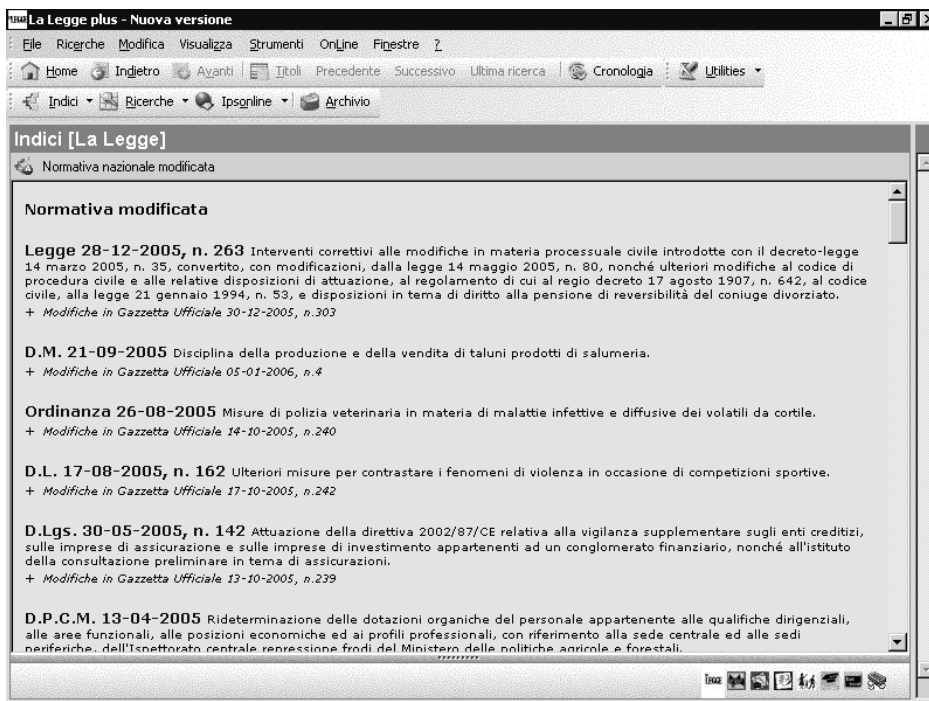 La Legge plus - Nuova versione
File Ricerche Modifica Visualizza Strumenti OnLine Finestre ?
Home Indietro Avanti Titoli Precedente Successivo Ultima ricerca Cronologia Utilities
Indici Ricerche Ipsonline Archivio
Indici [La Legge]
Normativa nazionale modificata
Normativa modificata
Legge 28-12-2005, n. 263 Interventi correttivi alle modifiche in materia processuale civile introdotte con il decreto-legge
14 marzo 2005, n. 35, convertito, con modificazioni, dalla legge 14 maggio 2005, n. 80, nonché ulteriori modifiche al codice di
procedura civile e alle relative disposizioni di attuazione, al regolamento di cui al regio decreto 17 agosto 1907, n. 642, al codice
civile, alla legge 21 gennaio 1994, n. 53, e disposizioni in tema di diritto alla pensione di reversibilità del coniuge divorziato.
+ Modifiche in Gazzetta Ufficiale 30-12-2005, n.303
D.M. 21-09-2005 Disciplina della produzione e della vendita di taluni prodotti di salumeria.
+ Modifiche in Gazzetta Ufficiale 05-01-2006, n.4
Ordinanza 26-08-2005 Misure di polizia veterinaria in materia di malattie infettive e diffusive dei volatili da cortile.
+ Modifiche in Gazzetta Ufficiale 14-10-2005, n.240
D.L. 17-08-2005, n. 162 Ulteriori misure per contrastare i fenomeni di violenza in occasione di competizioni sportive.
+ Modifiche in Gazzetta Ufficiale 17-10-2005, n.242
D.Lgs. 30-05-2005, n. 142 Attuazione della direttiva 2002/87/CE relativa alla vigilanza supplementare sugli enti creditizi,
sulle imprese di assicurazione e sulle imprese di investimento appartenenti ad un conglomerato finanziario, nonché all'istituto
della consultazione preliminare in tema di assicurazioni.
+ Modifiche in Gazzetta Ufficiale 13-10-2005, n.239
D.P.C.M. 13-04-2005 Rideterminazione delle dotazioni organiche del personale appartenente alle qualifiche dirigenziali,
alle aree funzionali, alle posizioni economiche ed ai profili professionali, con riferimento alla sede centrale ed alle sedi
periferiche, dell'Ispettorato centrale repressione frodi del Ministero delle politiche agricole e forestali.